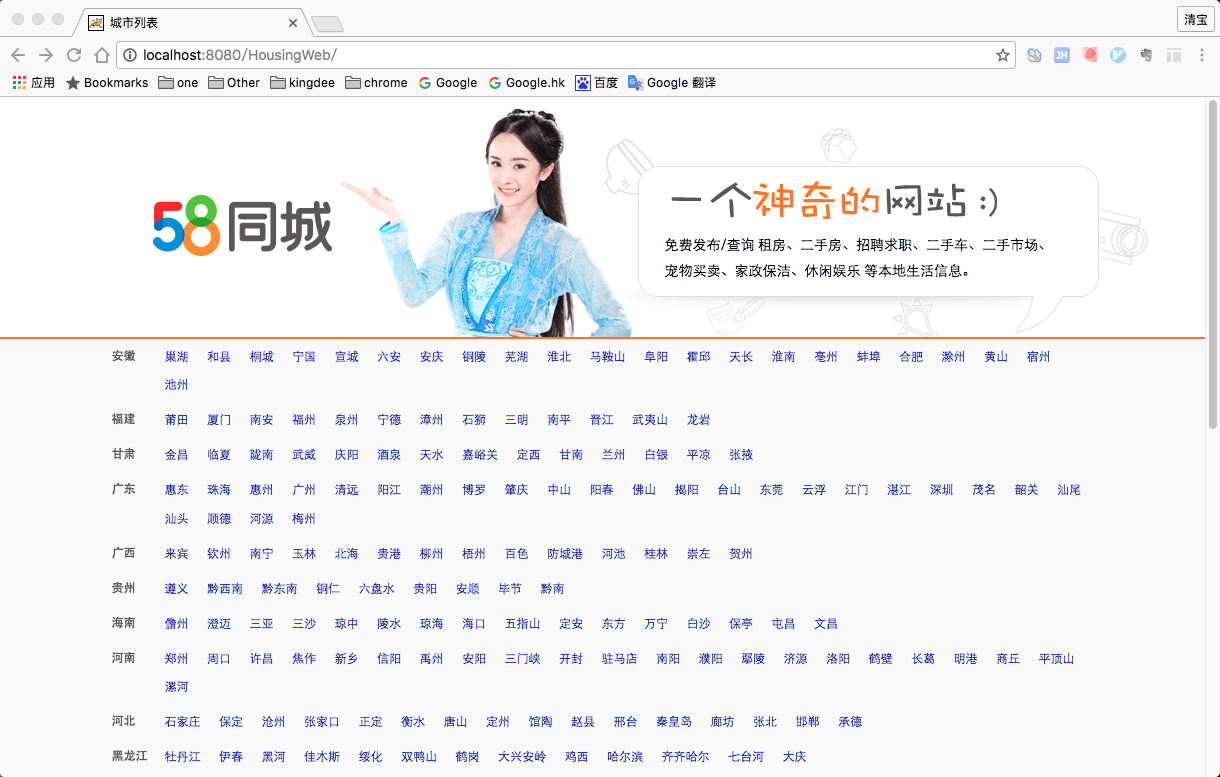 城市列表
清宝
localhost:8080/HousingWeb/
JH
应用 Bookmarks one Other kingdee chrome Google Google.hk 百度 Google 翻译
58同城
一个神奇的网站 :)
免费发布/查询 租房、二手房、招聘求职、二手车、二手市场、
宠物买卖、家政保洁、休闲娱乐 等本地生活信息。
安徽 巢湖 和县 桐城 宁国 宣城 六安 安庆 铜陵 芜湖 淮北 马鞍山 阜阳 霍邱 天长 淮南 亳州 蚌埠 合肥 滁州 黄山 宿州
池州
福建 莆田 厦门 南安 福州 泉州 宁德 漳州 石狮 三明 南平 晋江 武夷山 龙岩
甘肃 金昌 临夏 陇南 武威 庆阳 酒泉 天水 嘉峪关 定西 甘南 兰州 白银 平凉 张掖
广东 惠东 珠海 惠州 广州 清远 阳江 潮州 博罗 肇庆 中山 阳春 佛山 揭阳 台山 东莞 云浮 江门 湛江 深圳 茂名 韶关 汕尾
汕头 顺德 河源 梅州
广西 来宾 钦州 南宁 玉林 北海 贵港 柳州 梧州 百色 防城港 河池 桂林 崇左 贺州
贵州 遵义 黔西南 黔东南 铜仁 六盘水 贵阳 安顺 毕节 黔南
海南 儋州 澄迈 三亚 三沙 琼中 陵水 琼海 海口 五指山 定安 东方 万宁 白沙 保亭 屯昌 文昌
河南 郑州 周口 许昌 焦作 新乡 信阳 禹州 安阳 三门峡 开封 驻马店 南阳 濮阳 鄢陵 济源 洛阳 鹤壁 长葛 明港 商丘 平顶山
漯河
河北 石家庄 保定 沧州 张家口 正定 衡水 唐山 定州 馆陶 赵县 邢台 秦皇岛 廊坊 张北 邯郸 承德
黑龙江 牡丹江 伊春 黑河 佳木斯 绥化 双鸭山 鹤岗 大兴安岭 鸡西 哈尔滨 齐齐哈尔 七台河 大庆